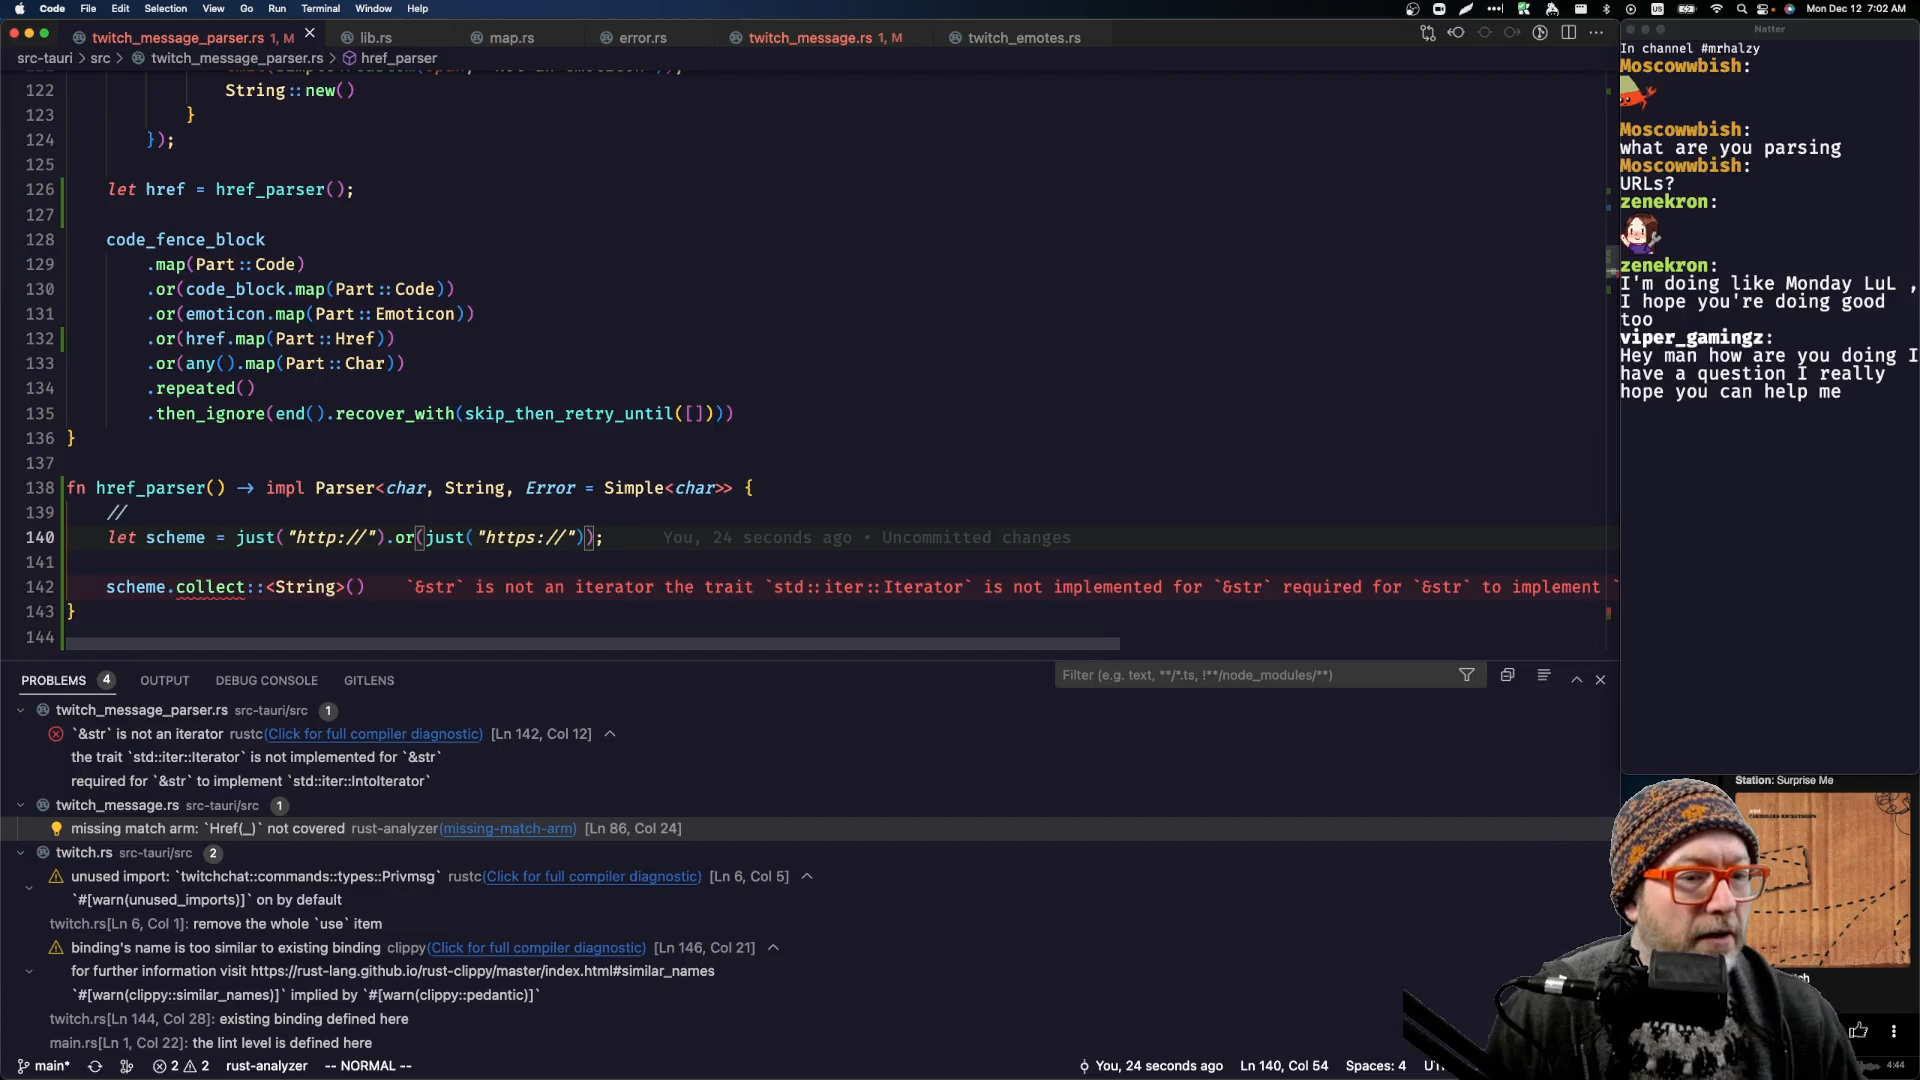 Code File Edit Selection View Go Run Terminal Window Help
Mon Dec 12 7:02 AM
twitch_message_parser.rs 1, M
lib.rs
map.rs
error.rs
twitch_message.rs 1, M
twitch_emotes.rs
src-tauri > src > twitch_message_parser.rs > href_parser
122 String::new()
123 }
124 });
125
126 let href = href_parser();
127
128 code_fence_block
129 .map(Part::Code)
130 .or(code_block.map(Part::Code))
131 .or(emoticon.map(Part::Emoticon))
132 .or(href.map(Part::Href))
133 .or(any().map(Part::Char))
134 .repeated()
135 .then_ignore(end().recover_with(skip_then_retry_until([])))
136 }
137
138 fn href_parser() -> impl Parser<char, String, Error = Simple<char>> {
139 //
140 let scheme = just("http://").or(just("https://")); You, 24 seconds ago • Uncommitted changes
141
142 scheme.collect::<String>() `&str` is not an iterator the trait `std::iter::Iterator` is not implemented for `&str` required for `&str` to implement `
143 }
144
PROBLEMS 4 OUTPUT DEBUG CONSOLE GITLENS
Filter (e.g. text, **/*.ts, !**/node_modules/**)
twitch_message_parser.rs src-tauri/src 1
`&str` is not an iterator rustc(Click for full compiler diagnostic) [Ln 142, Col 12]
the trait `std::iter::Iterator` is not implemented for `&str`
required for `&str` to implement `std::iter::IntoIterator`
twitch_message.rs src-tauri/src 1
missing match arm: `Href(_)` not covered rust-analyzer(missing-match-arm) [Ln 86, Col 24]
twitch.rs src-tauri/src 2
unused import: `twitchchat::commands::types::Privmsg` rustc(Click for full compiler diagnostic) [Ln 6, Col 5]
`#[warn(unused_imports)]` on by default
twitch.rs[Ln 6, Col 1]: remove the whole `use` item
binding's name is too similar to existing binding clippy(Click for full compiler diagnostic) [Ln 146, Col 21]
for further information visit https://rust-lang.github.io/rust-clippy/master/index.html#similar_names
`#[warn(clippy::similar_names)]` implied by `#[warn(clippy::pedantic)]`
twitch.rs[Ln 144, Col 28]: existing binding defined here
main.rs[Ln 1, Col 22]: the lint level is defined here
main* 2 2 rust-analyzer -- NORMAL -- You, 24 seconds ago Ln 140, Col 54 Spaces: 4
Natter
In channel #mrhalzy
Moscowwbish:
Moscowwbish:
what are you parsing
Moscowwbish:
URLs?
zenekron:
zenekron:
I'm doing like Monday LuL ,
I hope you're doing good
too
viper_gamingz:
Hey man how are you doing I
have a question I really
hope you can help me
Station: Surprise Me
4:44